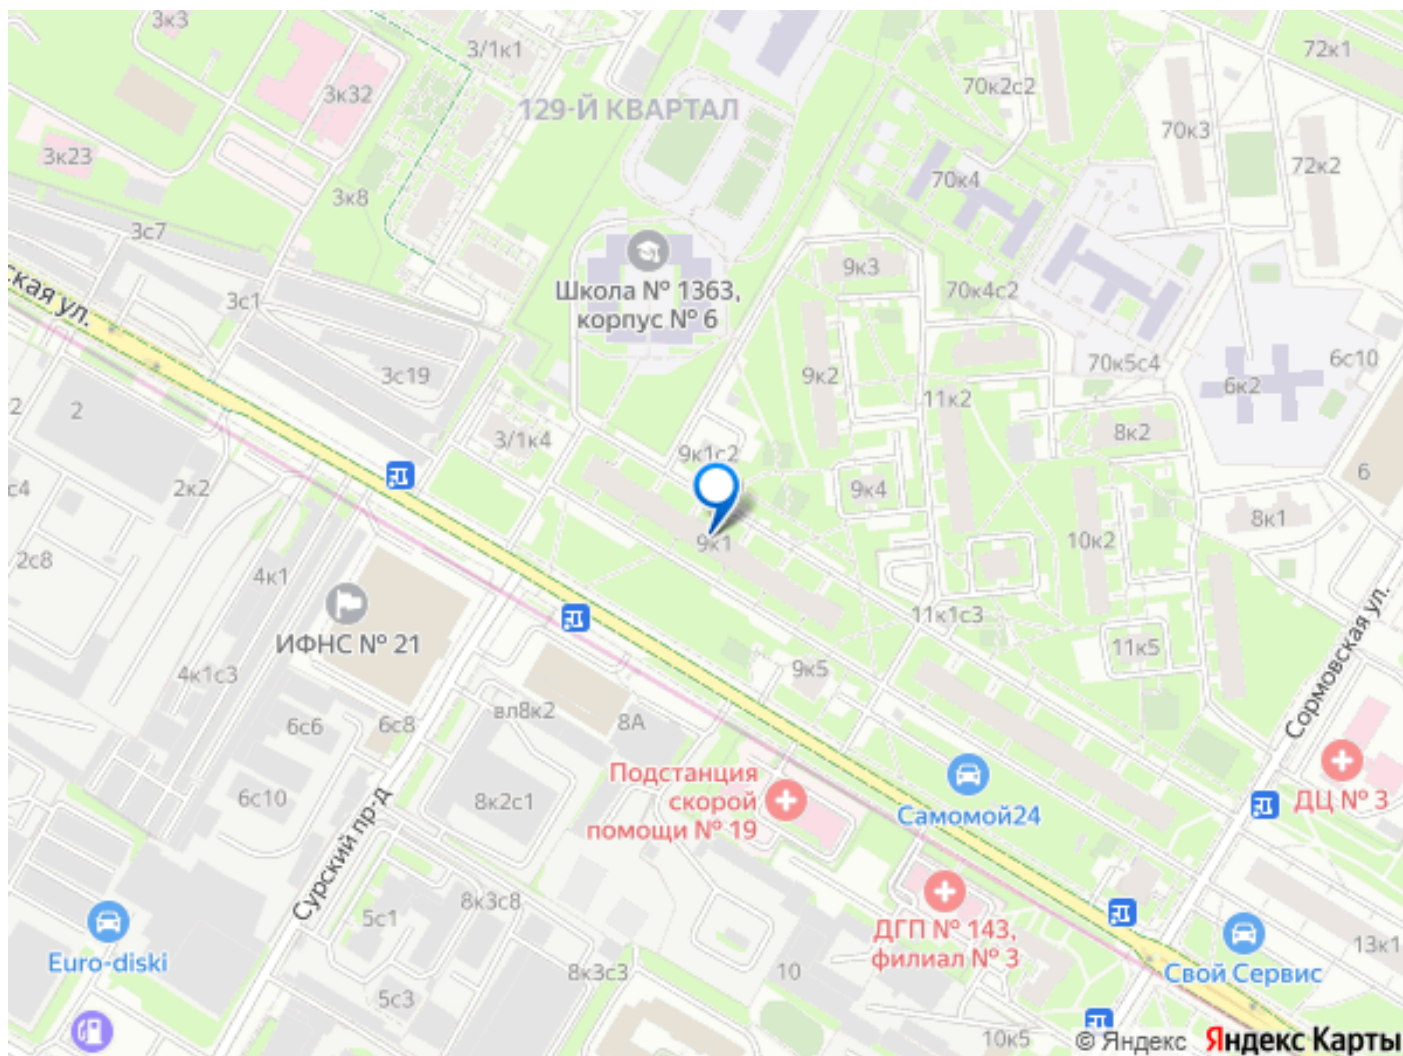 3к3
3/1к1
72к1
70к2с2
3к32
129-Й КВАРТАЛ
70к3
3к23
72к2
70к4
3к8
3с7
9к3
ская ул.
3с1
Школа № 1363,
корпус № 6
70к4с2
3с19
9к2
70к5с4
6с10
6к2
11к2
2
2
3/1к4
8к2
9к1с2
6
с4
2к2
9к4
8к1
9к1
10к2
2с8
4к1
11к1с3
ИФНС № 21
11к5
Сормовская ул.
4к1с3
9к5
вл8к2
8А
6с6
6с8
Подстанция
скорой
помощи № 19
6с10
8к2с1
Самомой24
ДЦ № 3
Сурский пр-д
8к3с8
5с1
ДГП № 143,
филиал № 3
13к1
Euro-diski
8к3с3
10
Свой Сервис
5с3
10к5
© Яндекс Яндекс Карты